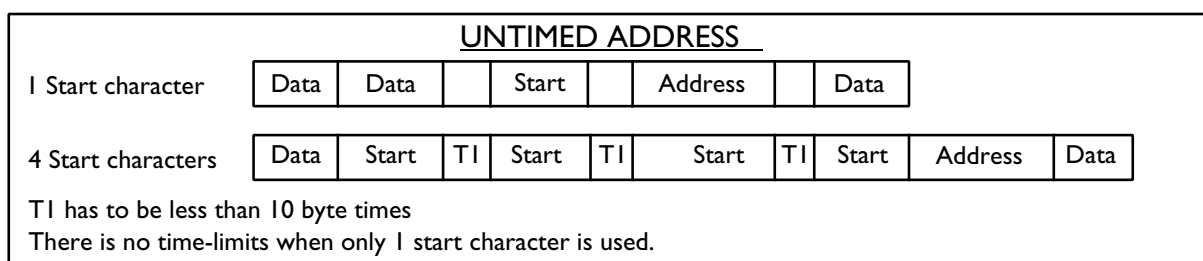 UNTIMED ADDRESS
1 Start character Data Data Start Address Data
4 Start characters Data Start T1 Start T1 Start T1 Start Address Data
T1 has to be less than 10 byte times
There is no time-limits when only 1 start character is used.